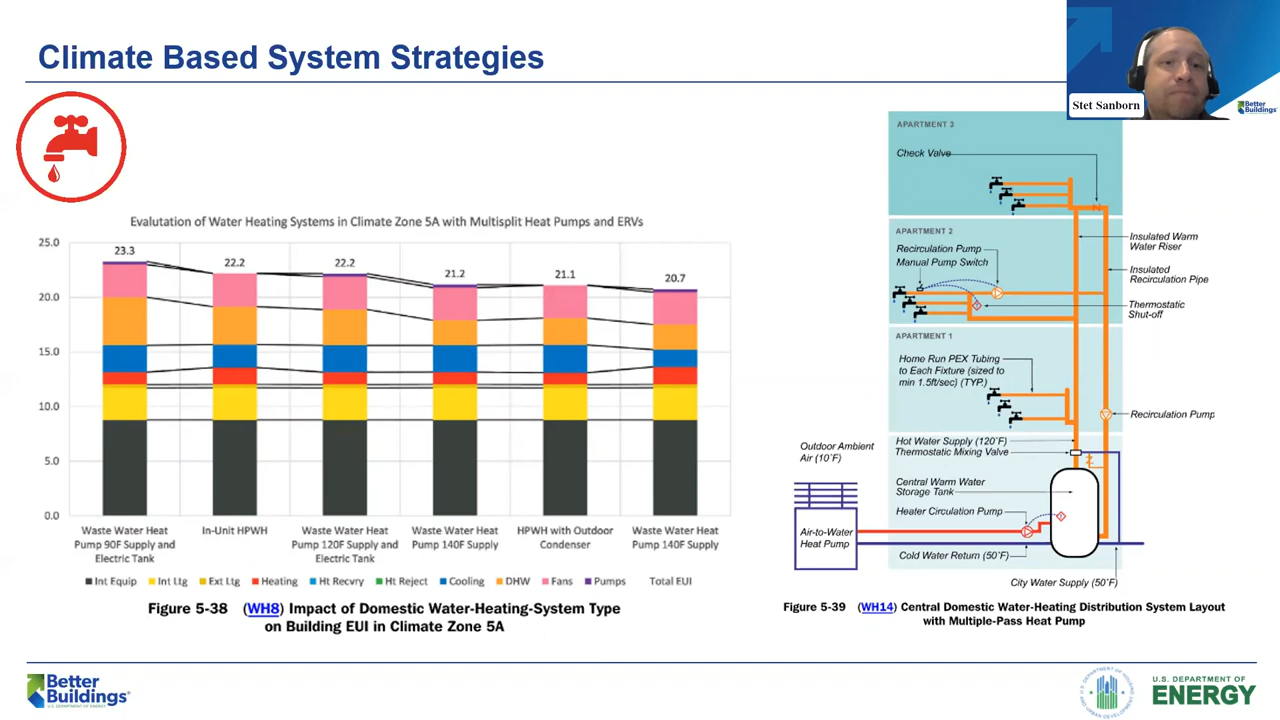 Climate Based System Strategies
Stet Sanborn
Better
Buildings
Evalutation of Water Heating Systems in Climate Zone 5A with Multisplit Heat Pumps and ERVs
25.0
20.0
15.0
10.0
5.0
0.0
23.3
22.2
22.2
21.2
21.1
20.7
Waste Water Heat
Pump 90F Supply and
Electric Tank
In-Unit HPWH
Waste Water Heat
Pump 120F Supply and
Electric Tank
Waste Water Heat
Pump 140F Supply
HPWH with Outdoor
Condenser
Waste Water Heat
Pump 140F Supply
Int Equip Int Ltg Ext Ltg Heating Ht Recvry Ht Reject Cooling DHW Fans Pumps Total EUI
Figure 5-38 (WH8) Impact of Domestic Water-Heating-System Type
on Building EUI in Climate Zone 5A
APARTMENT 3
Check Valve
APARTMENT 2
Recirculation Pump
Manual Pump Switch
Insulated Warm
Water Riser
Insulated
Recirculation Pipe
Thermostatic
Shut-off
APARTMENT 1
Home Run PEX Tubing
to Each Fixture (sized to
min 1.5ft/sec) (TYP.)
Recirculation Pump
Hot Water Supply (120˚F)
Thermostatic Mixing Valve
Outdoor Ambient
Air (10˚F)
Central Warm Water
Storage Tank
Heater Circulation Pump
Air-to-Water
Heat Pump
Cold Water Return (50˚F)
City Water Supply (50˚F)
Figure 5-39 (WH14) Central Domestic Water-Heating Distribution System Layout
with Multiple-Pass Heat Pump
Better
Buildings
U.S. DEPARTMENT OF ENERGY
U.S. DEPARTMENT OF
ENERGY